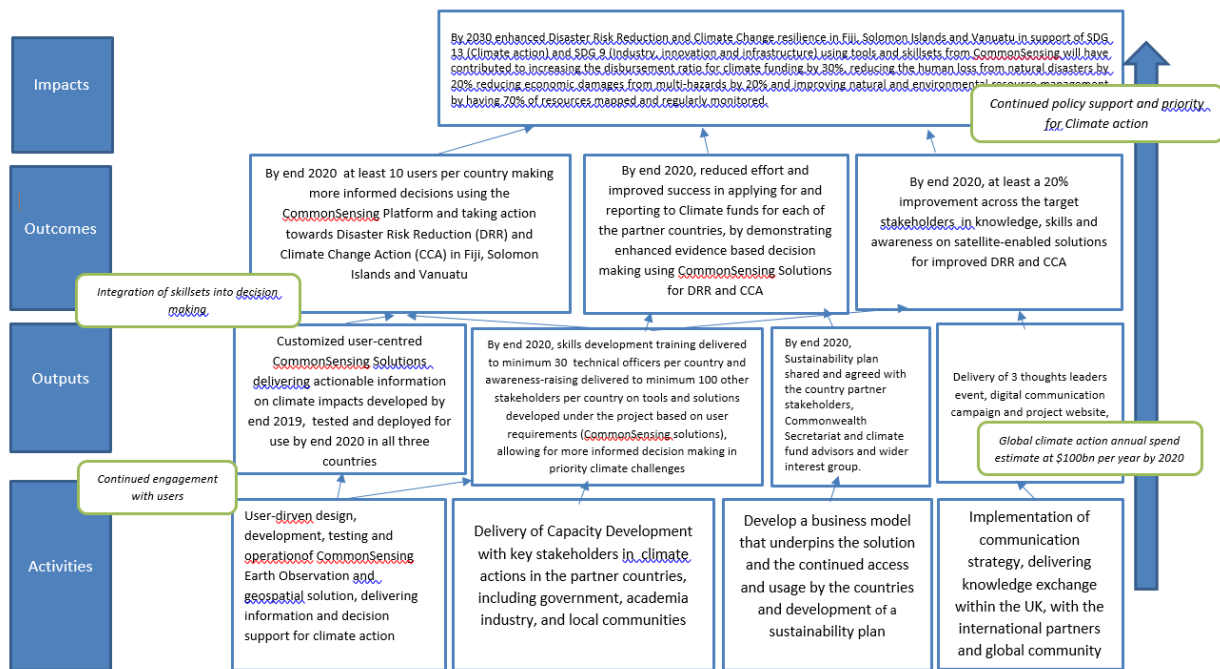 Impacts
By 2030 enhanced Disaster Risk Reduction and Climate Change resilience in Fiji, Solomon Islands and Vanuatu in support of SDG
13 (Climate action) and SDG 9 (Industry, innovation and infrastructure) using tools and skillsets from CommonSensing will have
contributed to increasing the disbursement ratio for climate funding by 30%, reducing the human loss from natural disasters by
20% reducing economic damages from multi-hazards by 20% and improving natural and environmental resource management
by having 70% of resources mapped and regularly monitored.
Continued policy support and priority
for Climate action
Outcomes
By end 2020 at least 10 users per country making
more informed decisions using the
CommonSensing Platform and taking action
towards Disaster Risk Reduction (DRR) and
Climate Change Action (CCA) in Fiji, Solomon
Islands and Vanuatu
By end 2020, reduced effort and
improved success in applying for and
reporting to Climate funds for each of
the partner countries, by demonstrating
enhanced evidence based decision
making using CommonSensing Solutions
for DRR and CCA
By end 2020, at least a 20%
improvement across the target
stakeholders in knowledge, skills and
awareness on satellite-enabled solutions
for improved DRR and CCA
Integration of skillsets into decision
making
Outputs
Customized user-centred
CommonSensing Solutions
delivering actionable information
on climate impacts developed by
end 2019, tested and deployed for
use by end 2020 in all three
countries
By end 2020, skills development training delivered
to minimum 30 technical officers per country and
awareness-raising delivered to minimum 100 other
stakeholders per country on tools and solutions
developed under the project based on user
requirements (CommonSensing solutions),
allowing for more informed decision making in
priority climate challenges
By end 2020,
Sustainability plan
shared and agreed with
the country partner
stakeholders,
Commonwealth
Secretariat and climate
fund advisors and wider
interest group.
Delivery of 3 thoughts leaders
event, digital communication
campaign and project website,
Global climate action annual spend
estimate at $100bn per year by 2020
Continued engagement
with users
Activities
User-dirven design,
development, testing and
operationof CommonSensing
Earth Observation and
geospatial solution, delivering
information and decision
support for climate action
Delivery of Capacity Development
with key stakeholders in climate
actions in the partner countries,
including government, academia
industry, and local communities
Develop a business model
that underpins the solution
and the continued access
and usage by the countries
and development of a
sustainability plan
Implementation of
communication
strategy, delivering
knowledge exchange
within the UK, with the
international partners
and global community